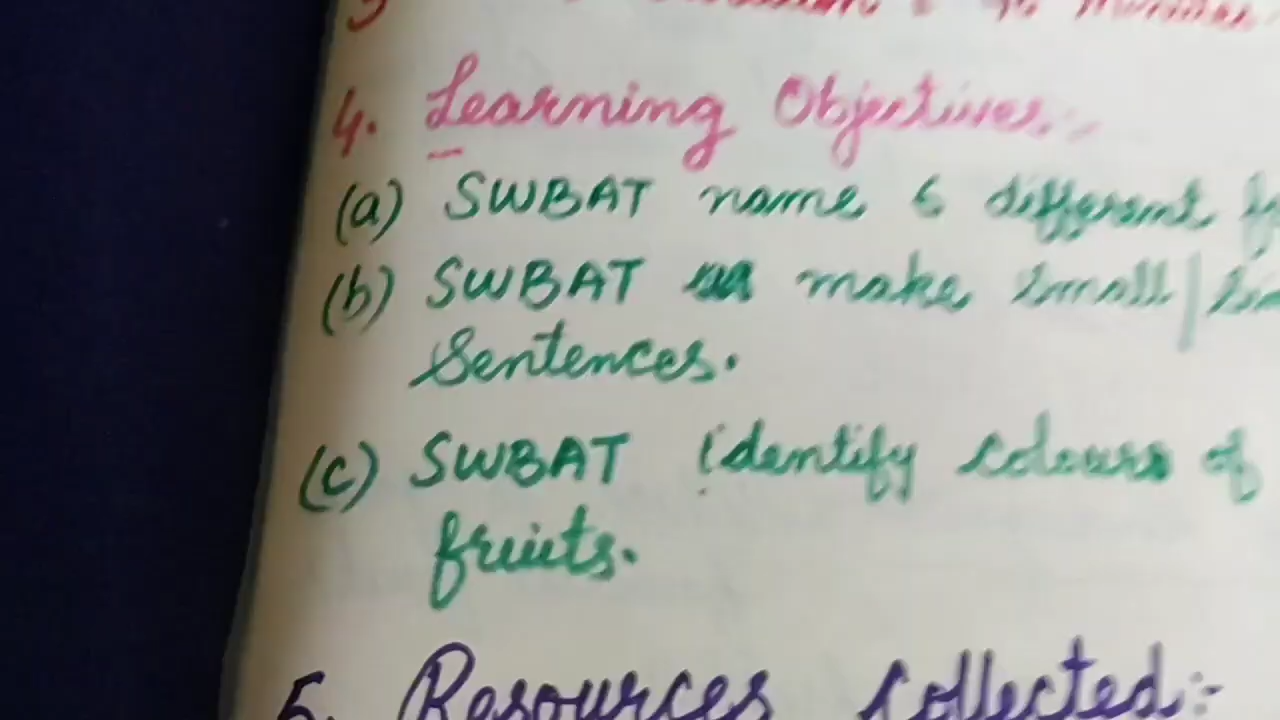 4. Learning Objectives:-
(a) SWBAT name 6 different
(b) SWBAT make small/
Sentences.
(c) SWBAT identify colours of
fruits.
5. Resources Collected:-